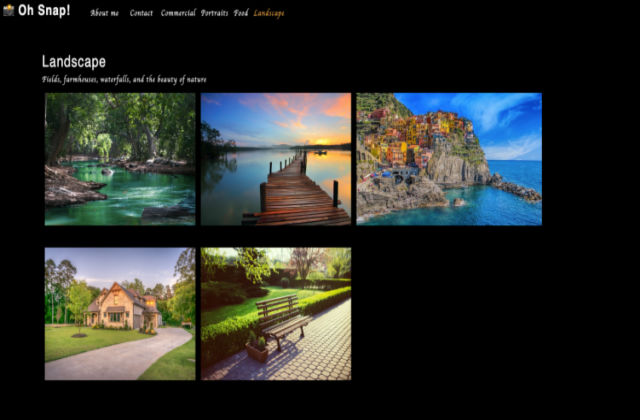 Oh Snap!
About me Contact Commercial Portraits Food Landscape
Landscape
Fields, farmhouses, waterfalls, and the beauty of nature